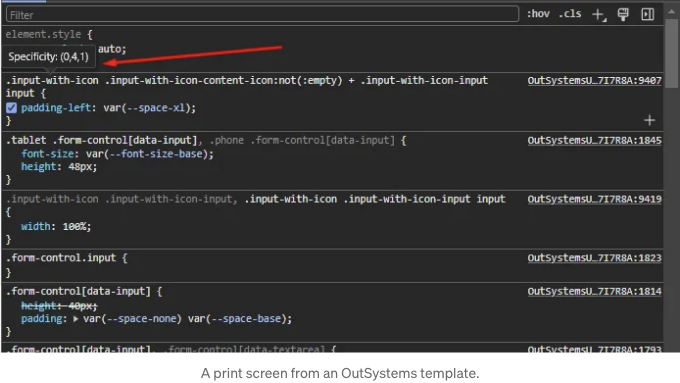 Filter
:hov .cls
element.style {
auto;
Specificity: (0,4,1)
.input-with-icon .input-with-icon-content-icon:not(:empty) + .input-with-icon-input OutSystemsU…7I7R8A:9407
input {
padding-left: var(--space-xl);
}
.tablet .form-control[data-input], .phone .form-control[data-input] { OutSystemsU…7I7R8A:1845
font-size: var(--font-size-base);
height: 48px;
}
.input-with-icon .input-with-icon-input, .input-with-icon .input-with-icon-input input OutSystemsU…7I7R8A:9419
{
width: 100%;
}
.form-control.input { OutSystemsU…7I7R8A:1823
}
.form-control[data-input] { OutSystemsU…7I7R8A:1814
height: 40px;
padding: var(--space-none) var(--space-base);
}
.form-control[data-input], .form-control[data-textarea] { OutSystemsU…7I7R8A:1793
A print screen from an OutSystems template.